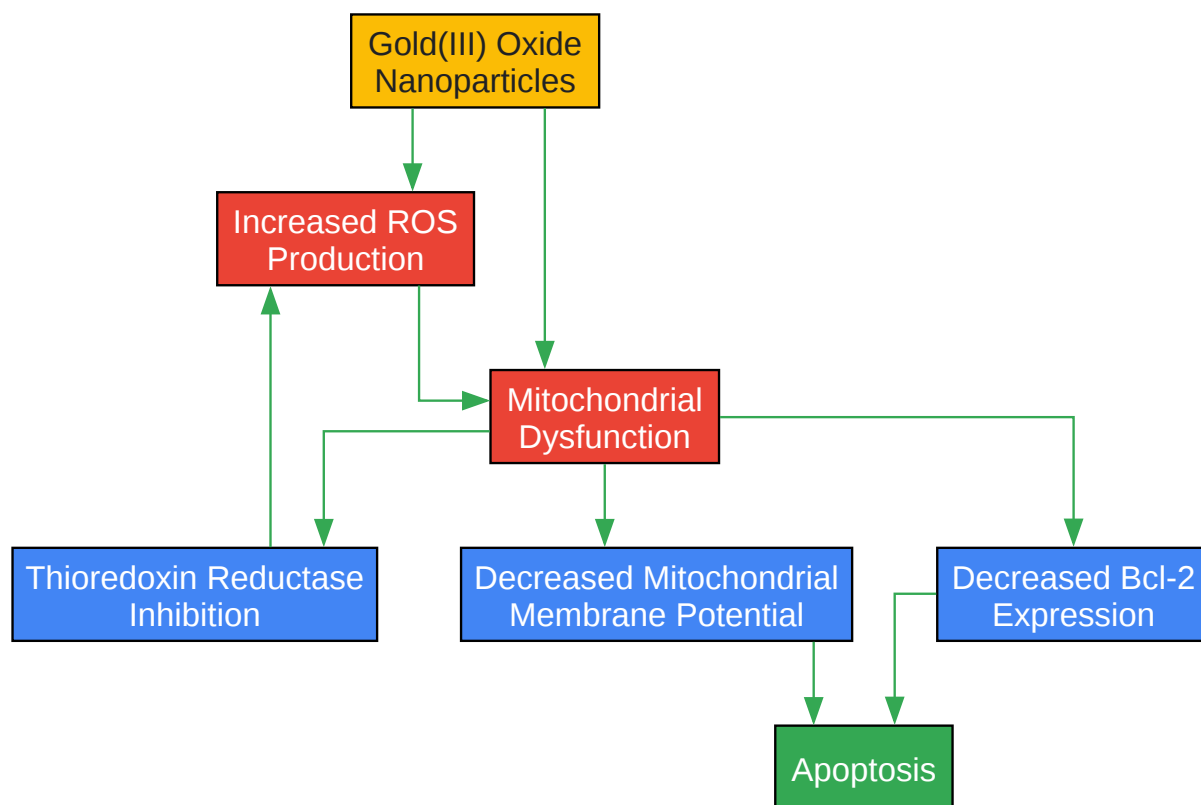 Gold(III) Oxide
Nanoparticles
Increased ROS
Production
Mitochondrial
Dysfunction
Thioredoxin Reductase
Inhibition
Decreased Mitochondrial
Membrane Potential
Decreased Bcl-2
Expression
Apoptosis